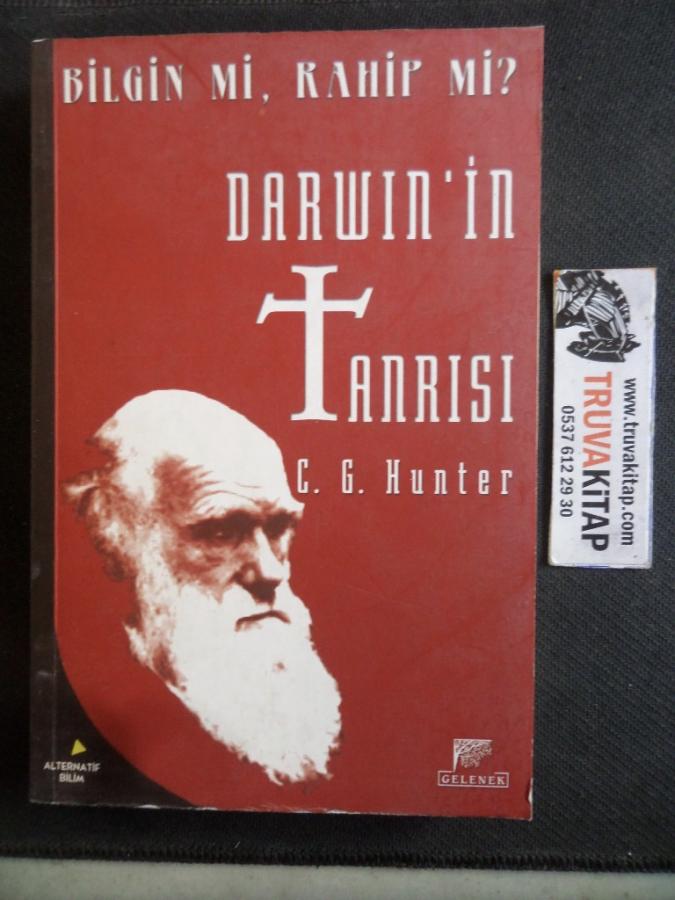 BİLGİN Mİ, RAHİP Mİ?
DARWIN'İN
TANRISI
C. G. Hunter
ALTERNATİF
BİLİM
GELENEK
www.truvakitap.com
TRUVAKİTAP
0537 612 29 30